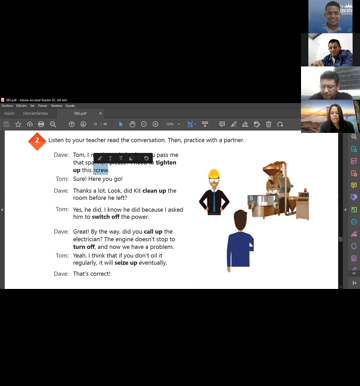 Inicio Herramientas
2. Listen to your teacher read the conversation. Then, practice with a partner.
Dave: Tom, I pass me
that tighten
up this screw.
Tom: Sure! Here you go!
Dave: Thanks a lot. Look, did Kit clean up the
room before he left?
Tom: Yes, he did. I know he did because I asked
him to switch off the power.
Dave: Great! By the way, did you call up the
electrician? The engine doesn't stop to
turn off, and now we have a problem.
Tom: Yeah. I think that if you don't oil it
regularly, it will seize up eventually.
Dave: That's correct!